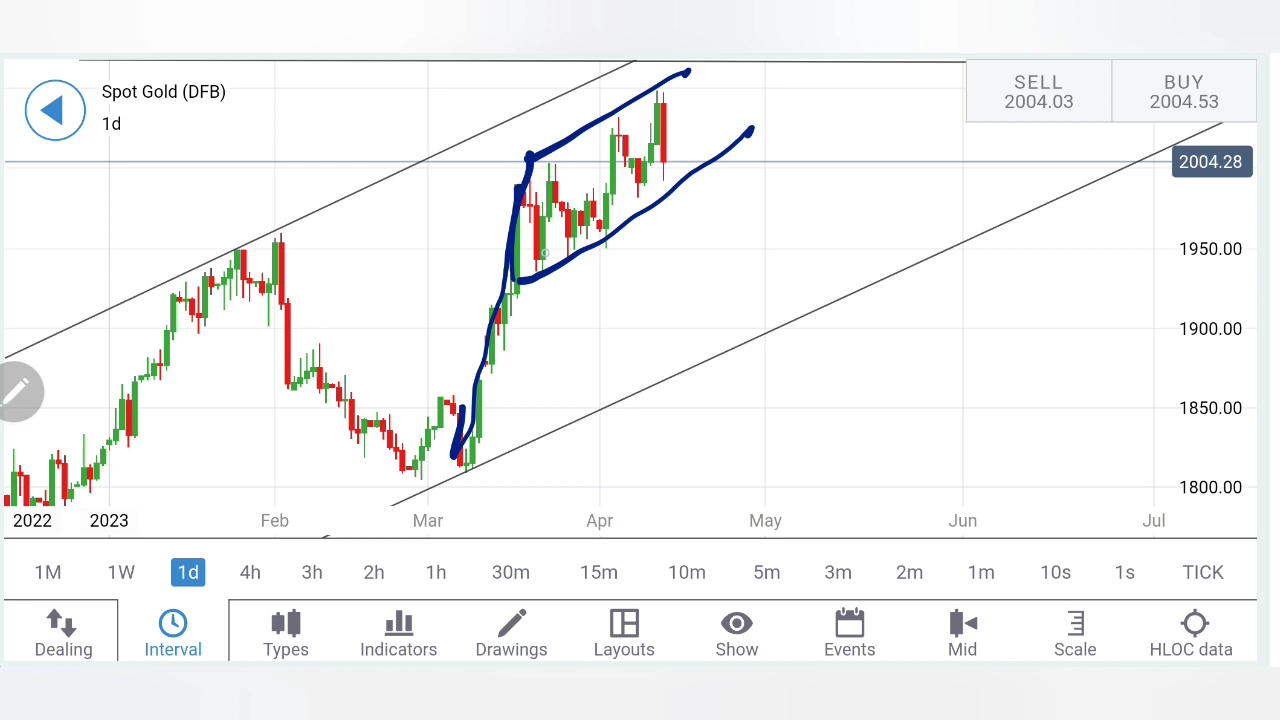 Spot Gold (DFB)
1d
SELL
2004.03
BUY
2004.53
2004.28
1950.00
1900.00
1850.00
1800.00
2022 2023 Feb Mar Apr May Jun Jul
1M 1W 1d 4h 3h 2h 1h 30m 15m 10m 5m 3m 2m 1m 10s 1s TICK
Dealing Interval Types Indicators Drawings Layouts Show Events Mid Scale HLOC data